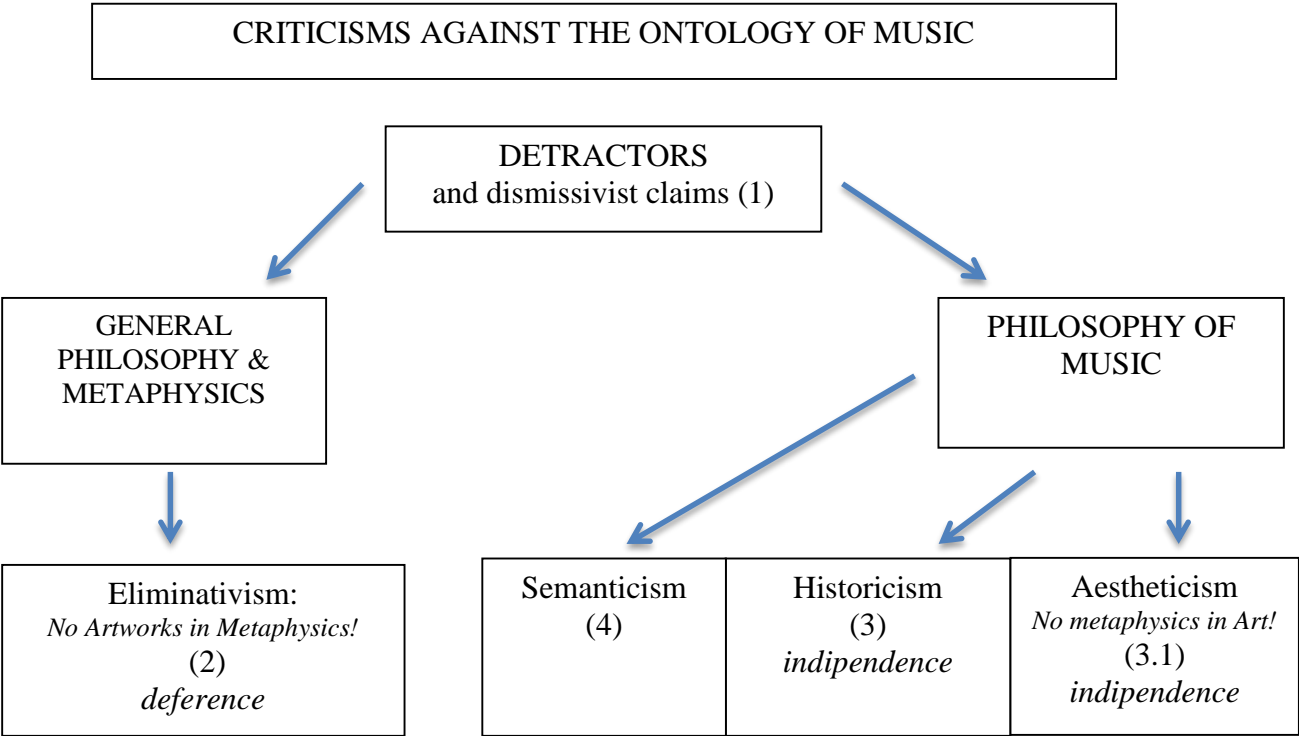 CRITICISMS AGAINST THE ONTOLOGY OF MUSIC
DETRACTORS
and dismissivist claims (1)
GENERAL
PHILOSOPHY &
METAPHYSICS
PHILOSOPHY OF
MUSIC
Eliminativism:
No Artworks in Metaphysics!
(2)
deference
Semanticism
(4)
Historicism
(3)
indipendence
Aestheticism
No metaphysics in Art!
(3.1)
indipendence